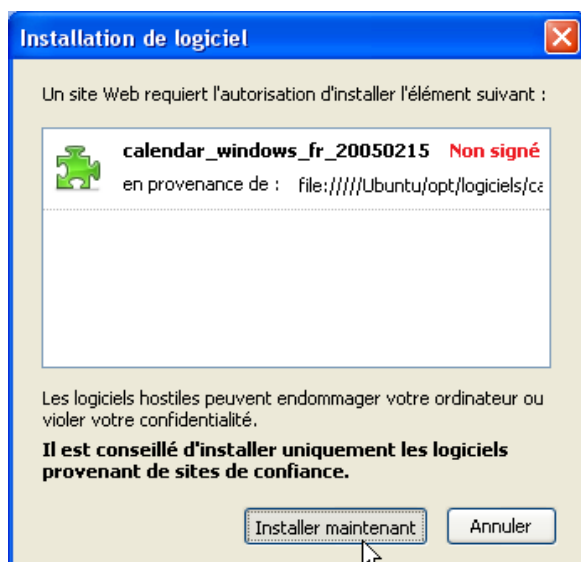 Installation de logiciel
Un site Web requiert l'autorisation d'installer l'élément suivant :
calendar_windows_fr_20050215 Non signé
en provenance de : file://///Ubuntu/opt/logiciels/ca
Les logiciels hostiles peuvent endommager votre ordinateur ou
violer votre confidentialité.
Il est conseillé d'installer uniquement les logiciels
provenant de sites de confiance.
Installer maintenant Annuler